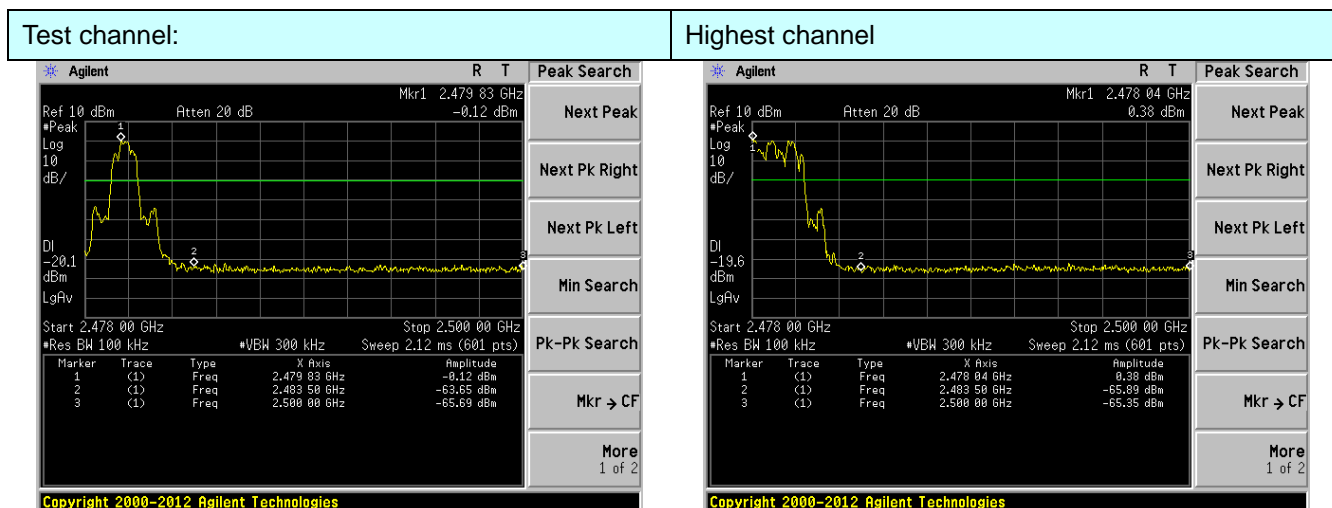 Test channel: Highest channel
Agilent R T Peak Search
Mkr1 2.479 83 GHz
Ref 10 dBm Atten 20 dB -0.12 dBm
#Peak
Log
10
dB/
1
2
3
DI
-20.1
dBm
LgAv
Start 2.478 00 GHz Stop 2.500 00 GHz
#Res BW 100 kHz #VBW 300 kHz Sweep 2.12 ms (601 pts)
Marker Trace Type X Axis Amplitude
1 (1) Freq 2.479 83 GHz -0.12 dBm
2 (1) Freq 2.483 50 GHz -63.65 dBm
3 (1) Freq 2.500 00 GHz -65.69 dBm
Next Peak
Next Pk Right
Next Pk Left
Min Search
Pk-Pk Search
Mkr → CF
More
1 of 2
Copyright 2000-2012 Agilent Technologies
Agilent R T Peak Search
Mkr1 2.478 04 GHz
Ref 10 dBm Atten 20 dB 0.38 dBm
#Peak
Log
10
dB/
1
2
3
DI
-19.6
dBm
LgAv
Start 2.478 00 GHz Stop 2.500 00 GHz
#Res BW 100 kHz #VBW 300 kHz Sweep 2.12 ms (601 pts)
Marker Trace Type X Axis Amplitude
1 (1) Freq 2.478 04 GHz 0.38 dBm
2 (1) Freq 2.483 50 GHz -65.89 dBm
3 (1) Freq 2.500 00 GHz -65.35 dBm
Next Peak
Next Pk Right
Next Pk Left
Min Search
Pk-Pk Search
Mkr → CF
More
1 of 2
Copyright 2000-2012 Agilent Technologies